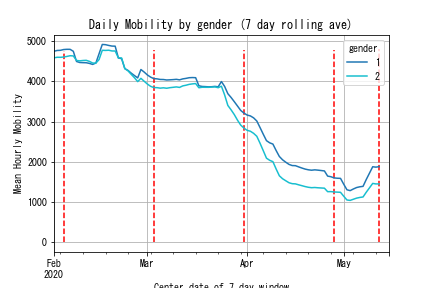 Daily Mobility by gender (7 day rolling ave)
5000
4000
3000
2000
1000
0
Mean Hourly Mobility
gender
1
2
Feb
2020
Mar
Apr
May
Center date of 7 day window